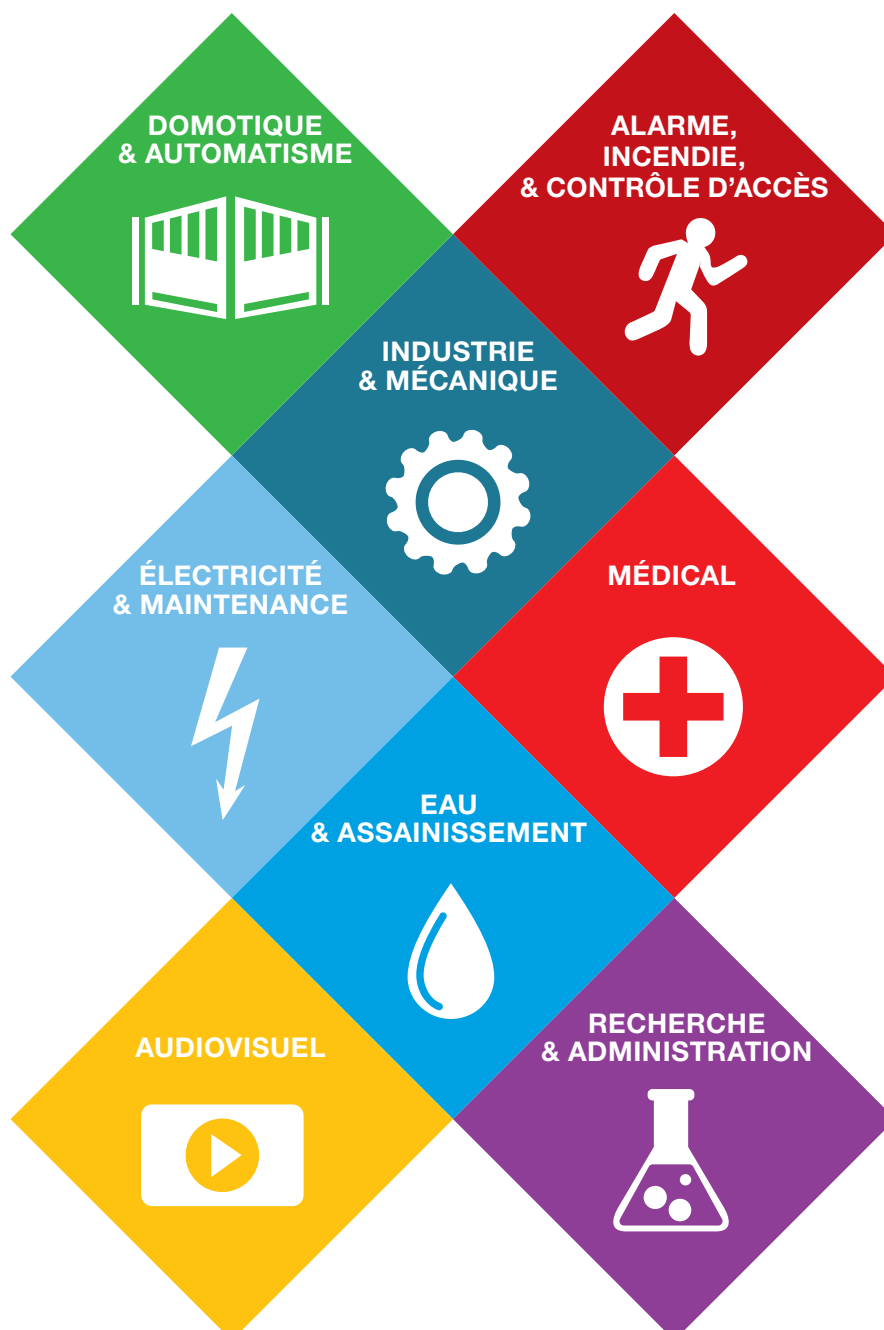 DOMOTIQUE
& AUTOMATISME
ALARME,
INCENDIE,
& CONTRÔLE D'ACCÈS
INDUSTRIE
& MÉCANIQUE
ÉLECTRICITÉ
& MAINTENANCE
MÉDICAL
EAU
& ASSAINISSEMENT
AUDIOVISUEL
RECHERCHE
& ADMINISTRATION